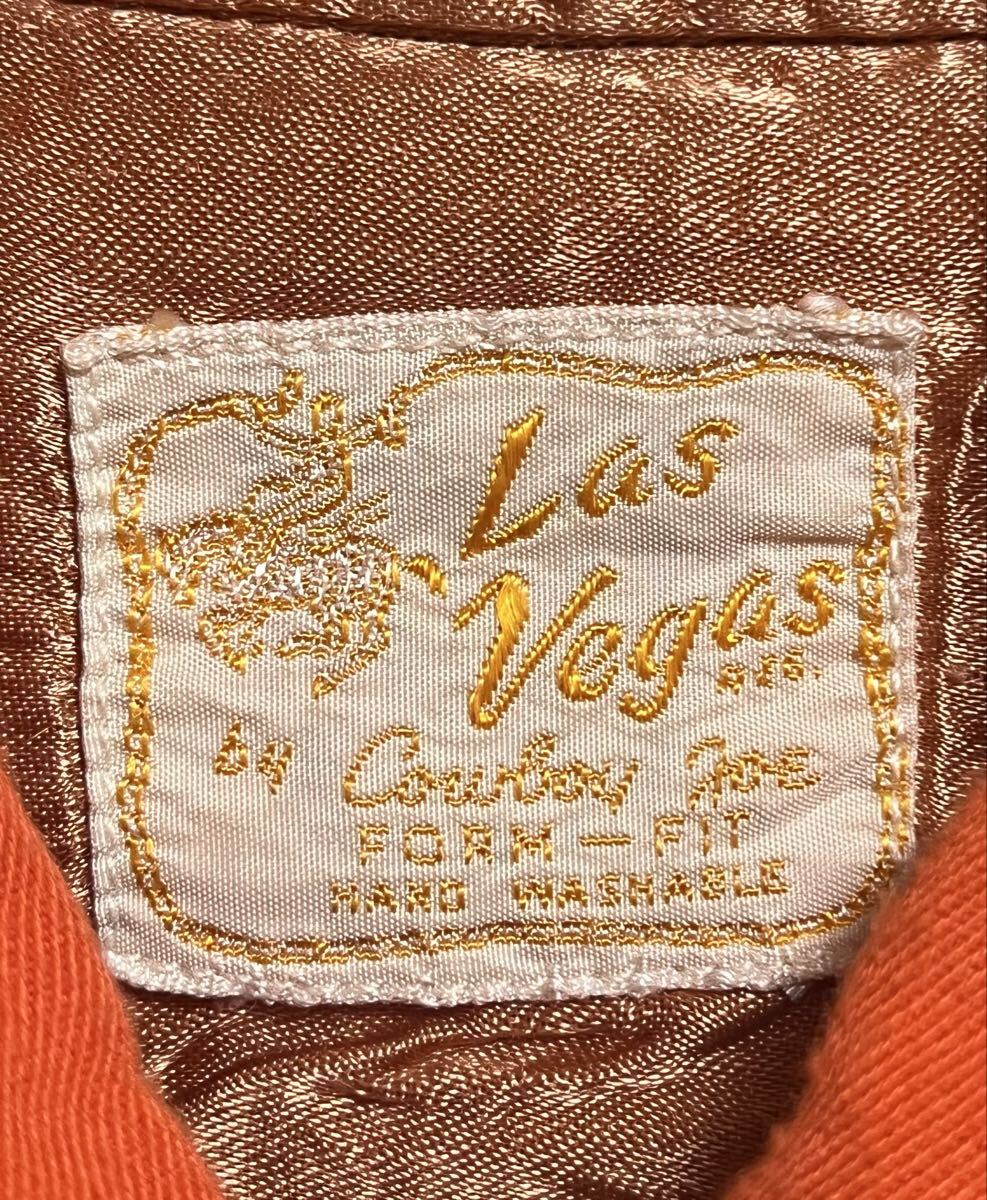 Las
Vegas
REG.
by Cowboy Joe
FORM — FIT
HAND WASHABLE